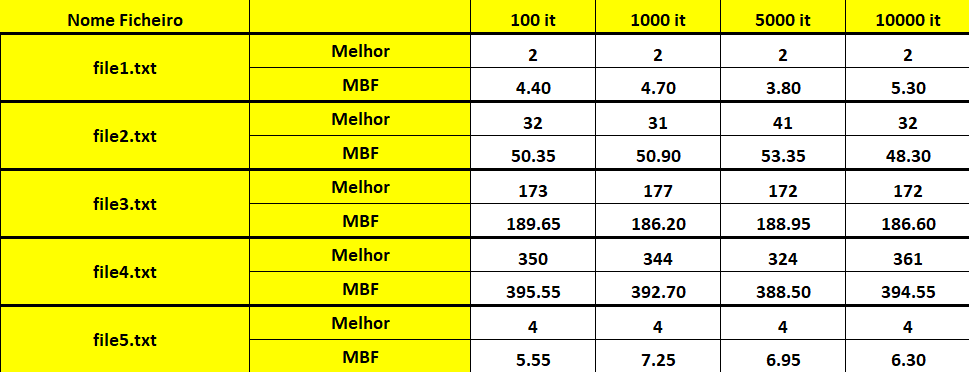 Nome Ficheiro 100 it 1000 it 5000 it 10000 it
file1.txt Melhor 2 2 2 2
MBF 4.40 4.70 3.80 5.30
file2.txt Melhor 32 31 41 32
MBF 50.35 50.90 53.35 48.30
file3.txt Melhor 173 177 172 172
MBF 189.65 186.20 188.95 186.60
file4.txt Melhor 350 344 324 361
MBF 395.55 392.70 388.50 394.55
file5.txt Melhor 4 4 4 4
MBF 5.55 7.25 6.95 6.30